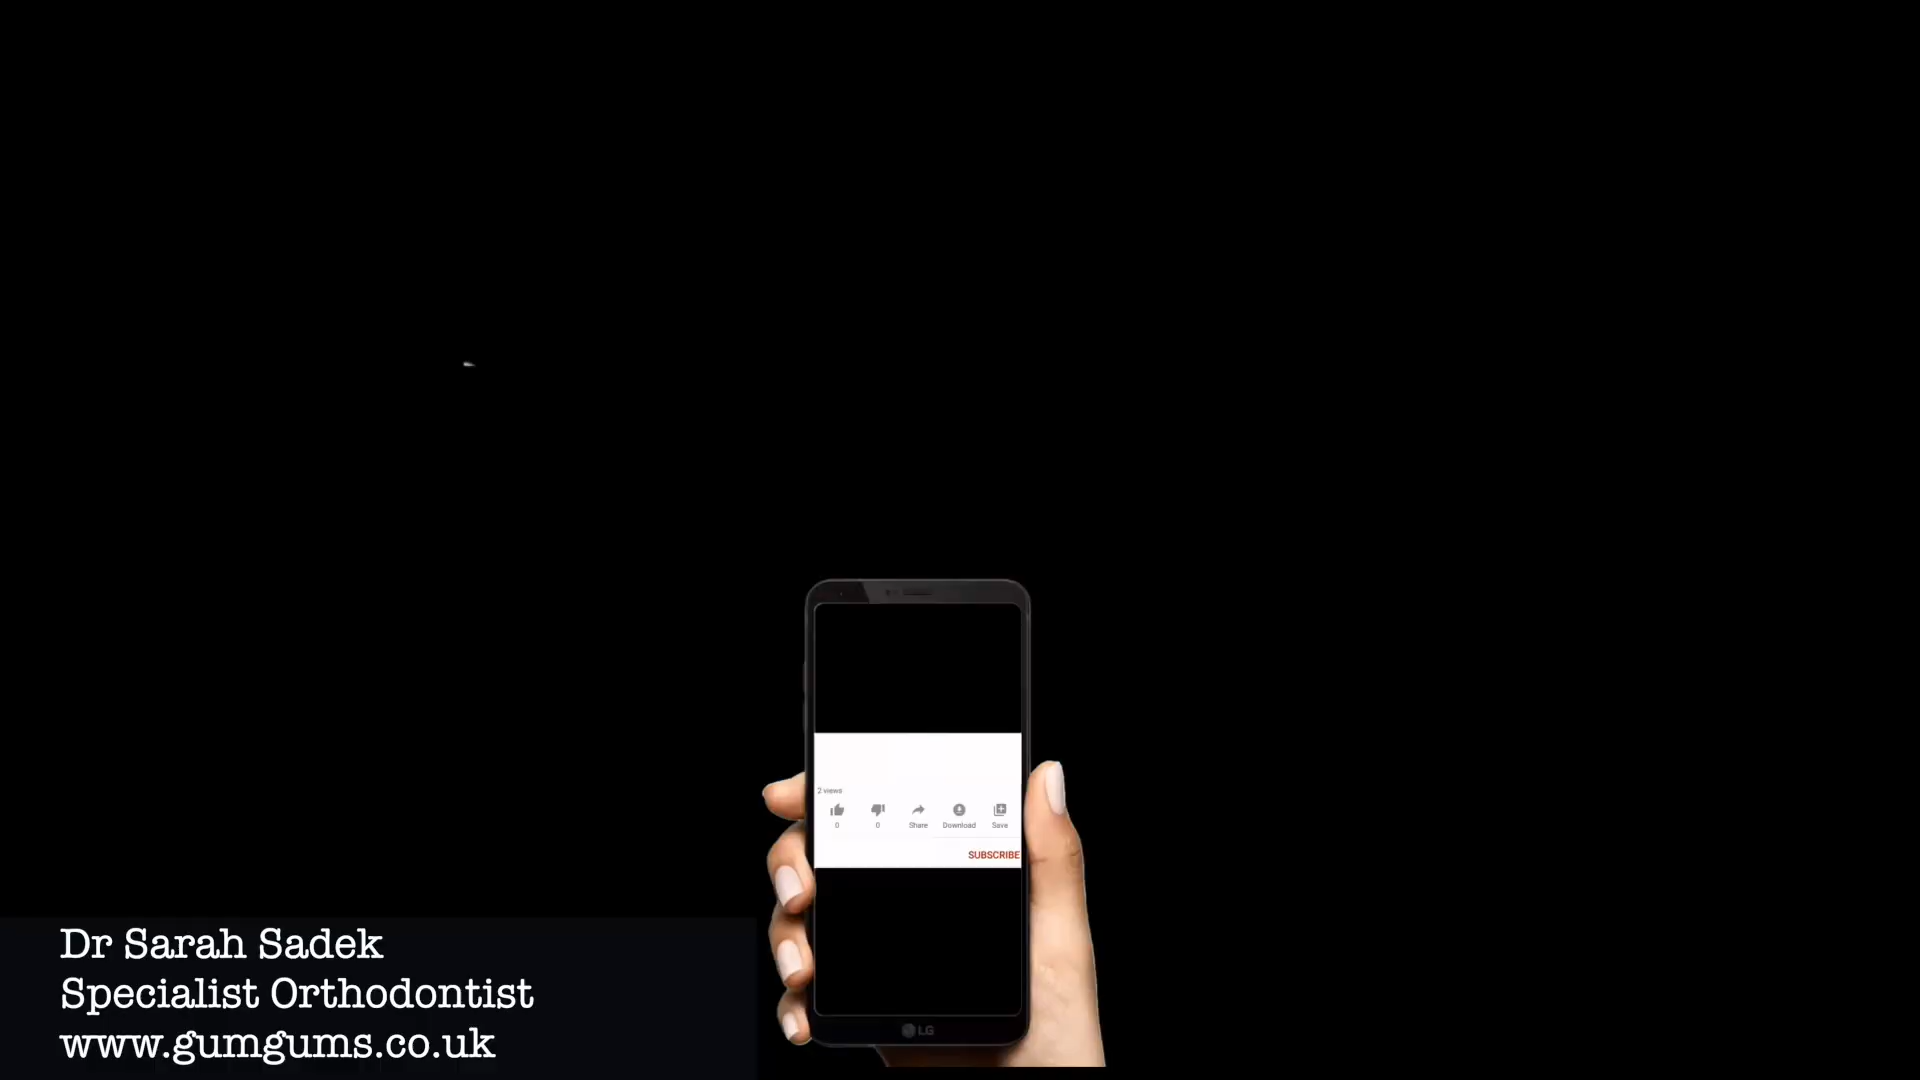 2 views
0
0
Share
Download
Save
SUBSCRIBE
LG
Dr Sarah Sadek
Specialist Orthodontist
www.gumgums.co.uk